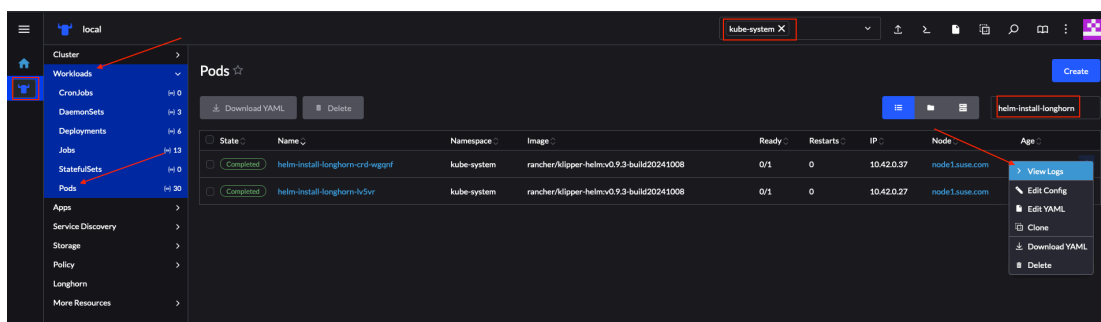 local
kube-system X
Cluster
Workloads
CronJobs 0
DaemonSets 3
Deployments 6
Jobs 13
StatefulSets 0
Pods 30
Apps
Service Discovery
Storage
Policy
Longhorn
More Resources
Pods
Create
Download YAML
Delete
helm-install-longhorn
State Name Namespace Image Ready Restarts IP Node Age
Completed helm-install-longhorn-crd-wgqnf kube-system rancher/klipper-helm:v0.9.3-build20241008 0/1 0 10.42.0.37 node1.suse.com
Completed helm-install-longhorn-lv5vr kube-system rancher/klipper-helm:v0.9.3-build20241008 0/1 0 10.42.0.27 node1.suse.com
View Logs
Edit Config
Edit YAML
Clone
Download YAML
Delete